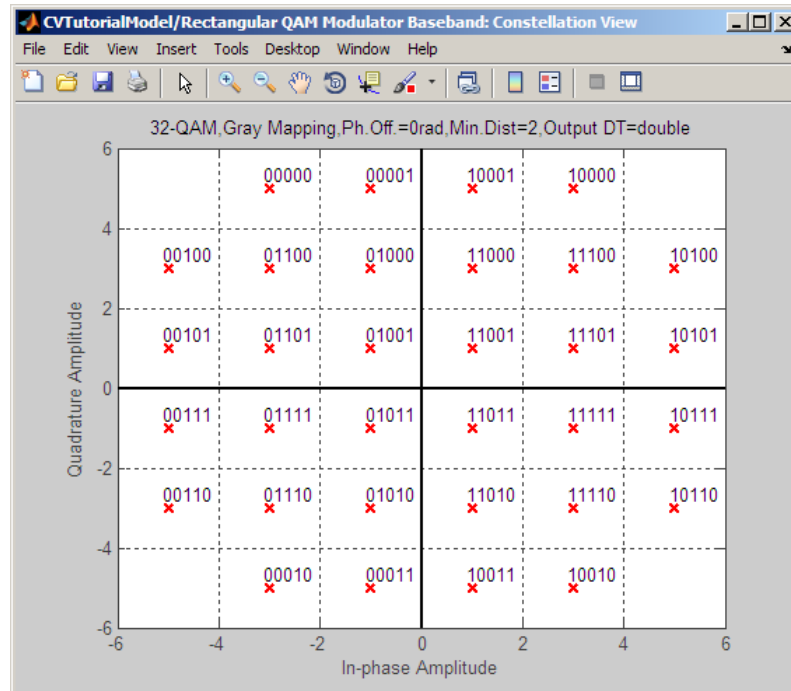 CVTutorialModel/Rectangular QAM Modulator Baseband: Constellation View
File Edit View Insert Tools Desktop Window Help
32-QAM,Gray Mapping,Ph.Off.=0rad,Min.Dist=2,Output DT=double
6
00000 00001 10001 10000
4
00100 01100 01000 11000 11100 10100
2
00101 01101 01001 11001 11101 10101
0
Quadrature Amplitude
00111 01111 01011 11011 11111 10111
-2
00110 01110 01010 11010 11110 10110
-4
00010 00011 10011 10010
-6
-6 -4 -2 0 2 4 6
In-phase Amplitude